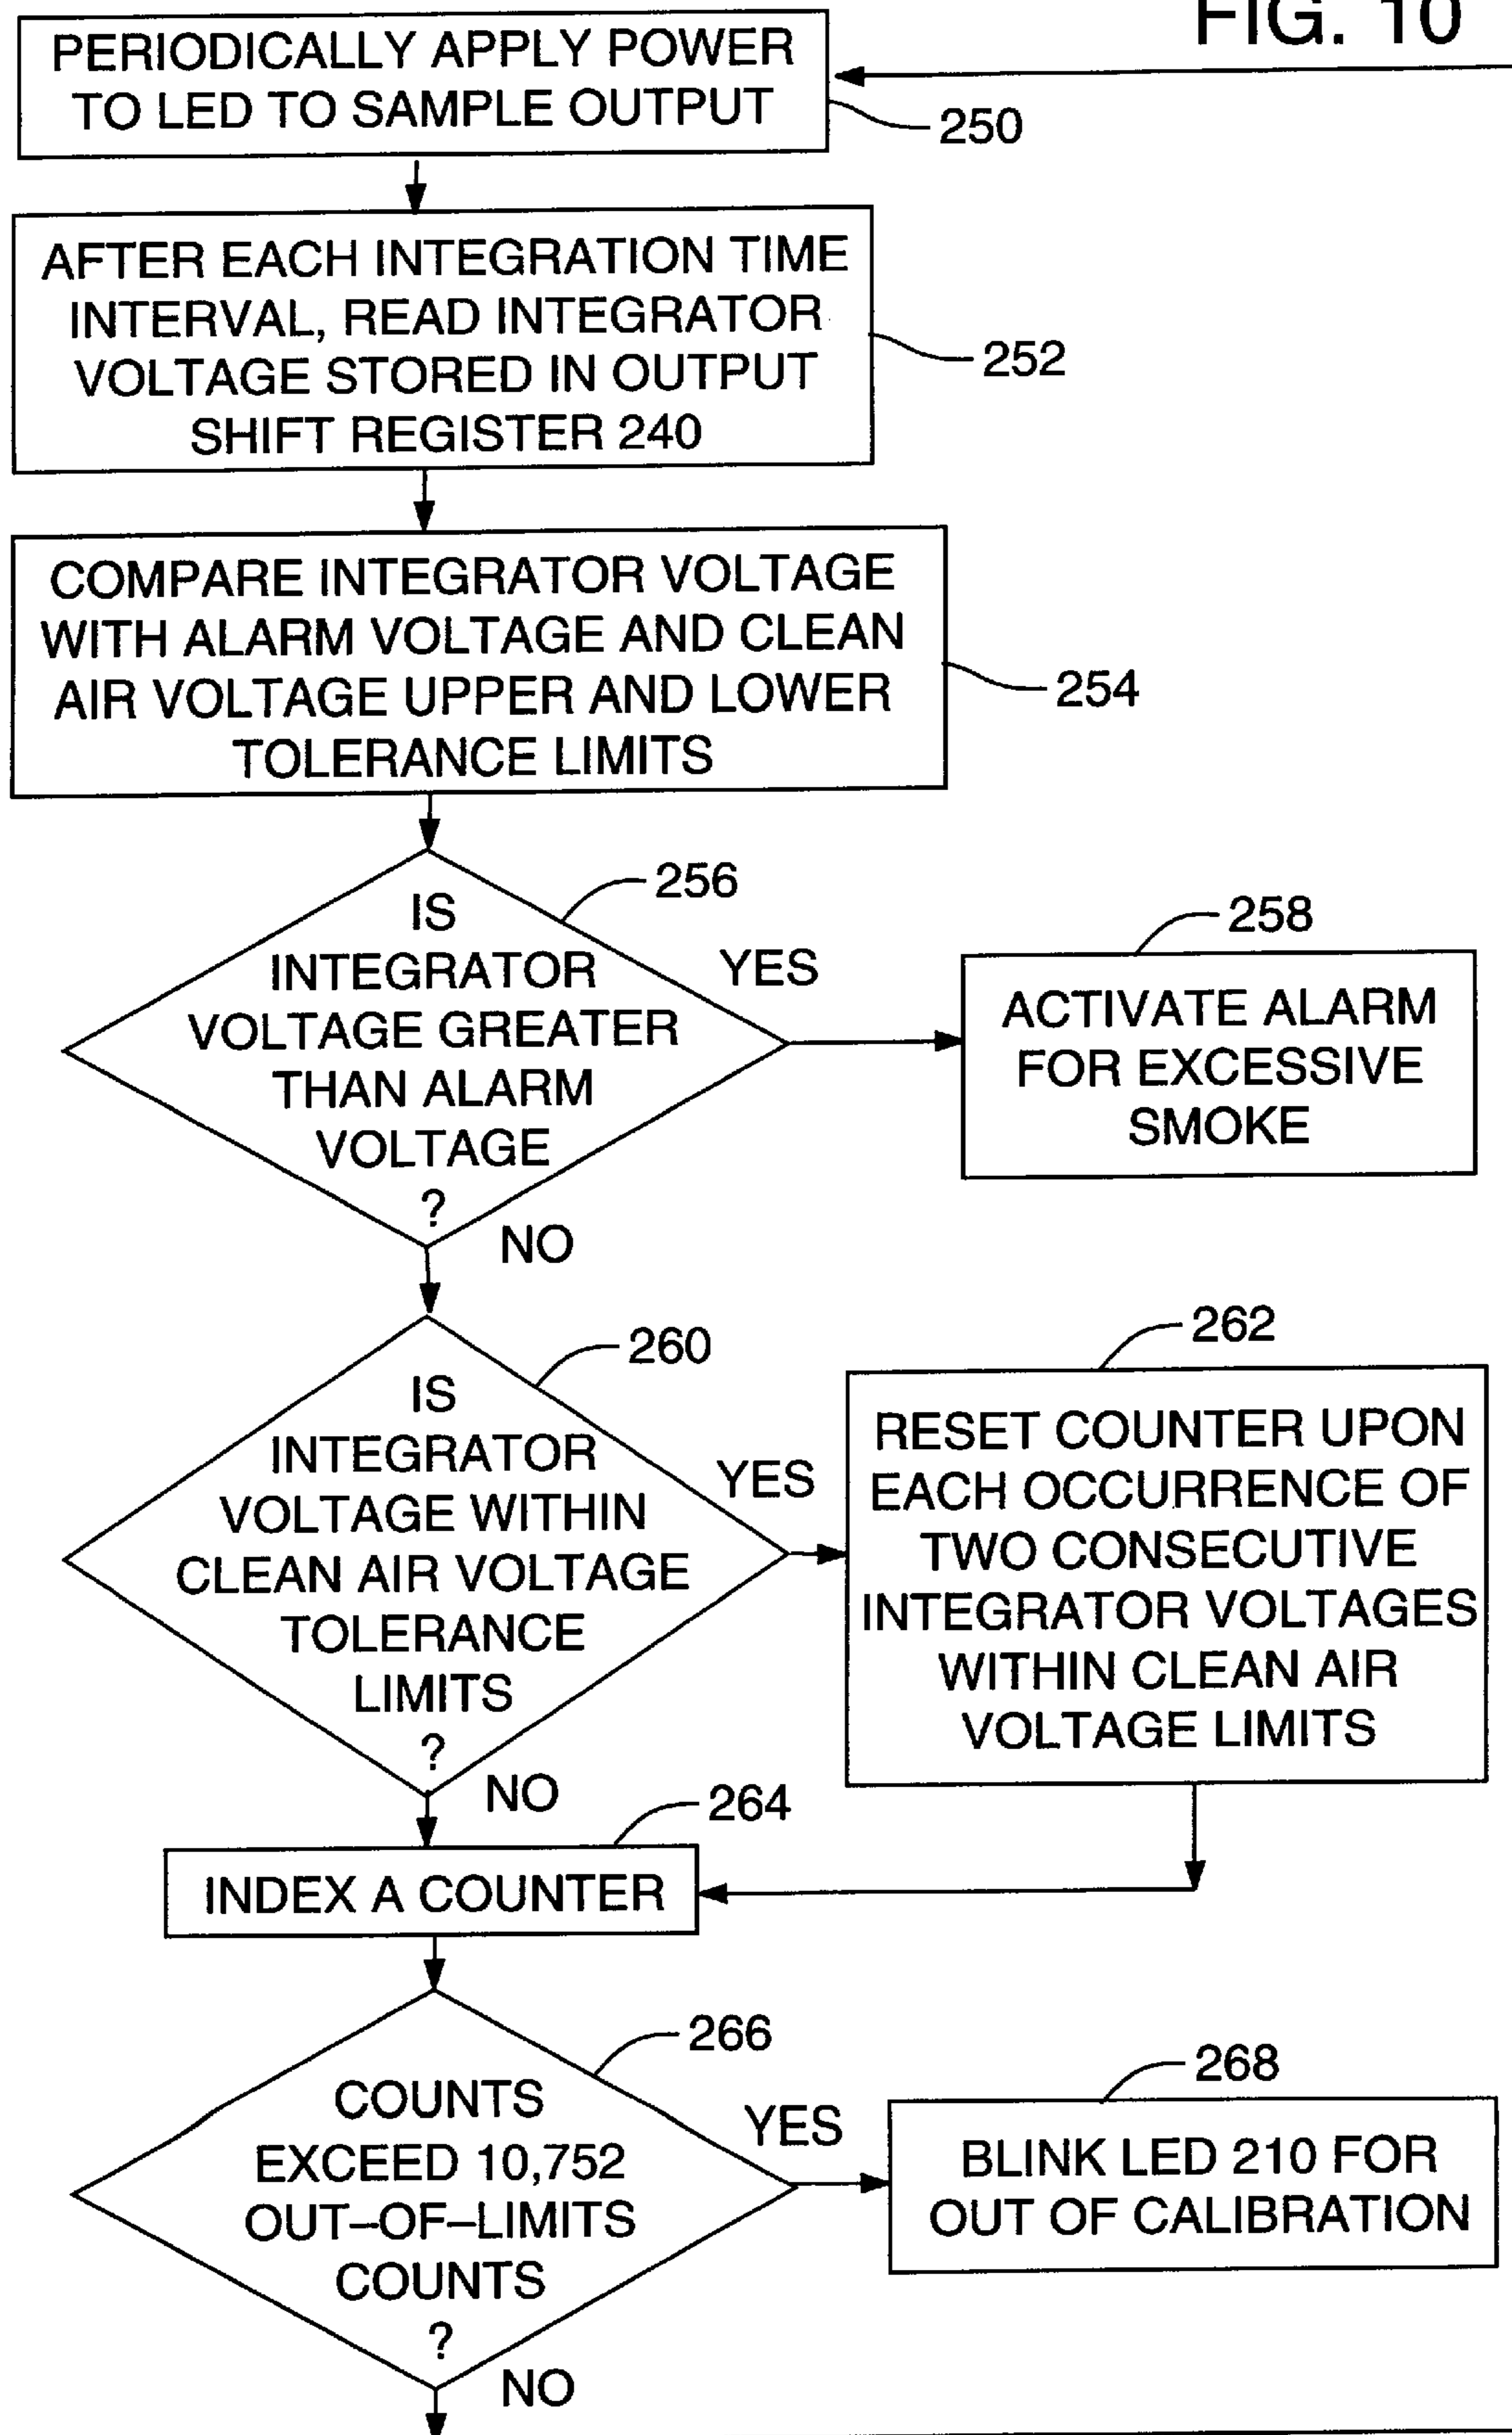 FIG. 10
PERIODICALLY APPLY POWER
TO LED TO SAMPLE OUTPUT
250
AFTER EACH INTEGRATION TIME
INTERVAL, READ INTEGRATOR
VOLTAGE STORED IN OUTPUT
SHIFT REGISTER 240
252
COMPARE INTEGRATOR VOLTAGE
WITH ALARM VOLTAGE AND CLEAN
AIR VOLTAGE UPPER AND LOWER
TOLERANCE LIMITS
254
256
IS
INTEGRATOR
VOLTAGE GREATER
THAN ALARM
VOLTAGE
?
YES
NO
258
ACTIVATE ALARM
FOR EXCESSIVE
SMOKE
260
IS
INTEGRATOR
VOLTAGE WITHIN
CLEAN AIR VOLTAGE
TOLERANCE
LIMITS
?
YES
NO
262
RESET COUNTER UPON
EACH OCCURRENCE OF
TWO CONSECUTIVE
INTEGRATOR VOLTAGES
WITHIN CLEAN AIR
VOLTAGE LIMITS
264
INDEX A COUNTER
266
COUNTS
EXCEED 10,752
OUT–OF–LIMITS
COUNTS
?
YES
NO
268
BLINK LED 210 FOR
OUT OF CALIBRATION